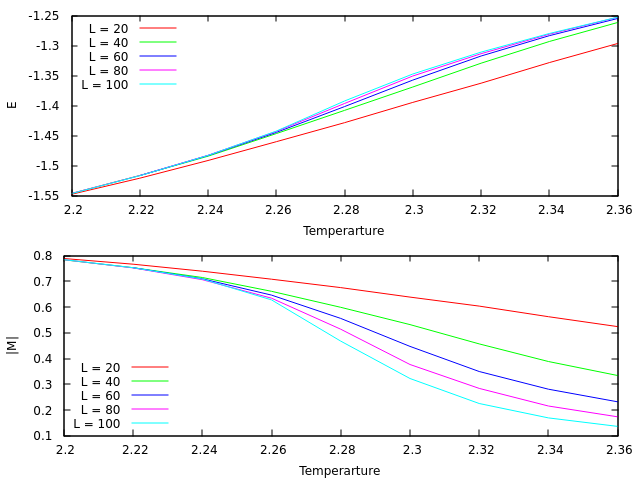 -1.25
-1.3
-1.35
-1.4
-1.45
-1.5
-1.55
E
L = 20
L = 40
L = 60
L = 80
L = 100
2.2 2.22 2.24 2.26 2.28 2.3 2.32 2.34 2.36
Temperarture
0.8
0.7
0.6
0.5
0.4
0.3
0.2
0.1
|M|
L = 20
L = 40
L = 60
L = 80
L = 100
2.2 2.22 2.24 2.26 2.28 2.3 2.32 2.34 2.36
Temperarture